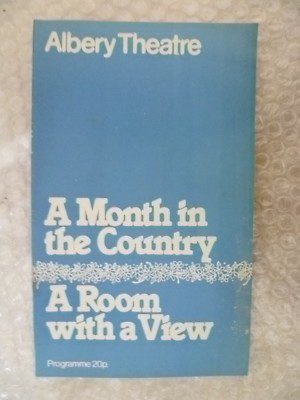 Albery Theatre
A Month in
the Country
A Room
with a View
Programme 20p.